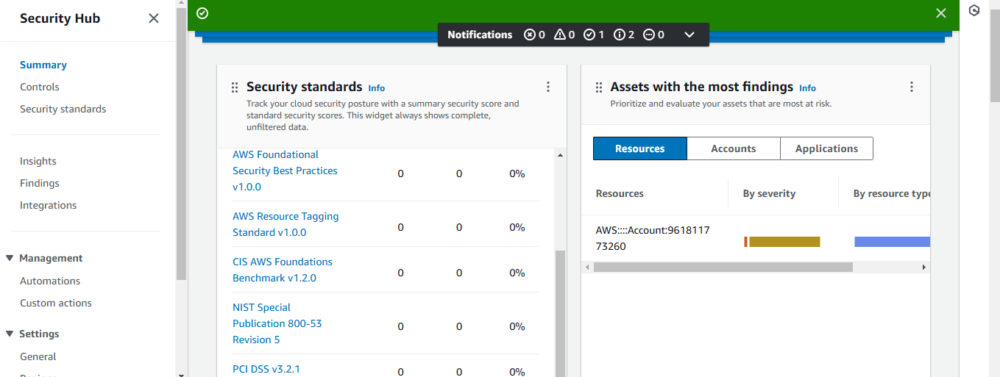 Security Hub
Summary
Controls
Security standards
Insights
Findings
Integrations
Management
Automations
Custom actions
Settings
General
Notifications 0 0 1 2 0
Security standards Info
Track your cloud security posture with a summary security score and
standard security scores. This widget always shows complete,
unfiltered data.
AWS Foundational
Security Best Practices
v1.0.0
0 0 0%
AWS Resource Tagging
Standard v1.0.0
0 0 0%
CIS AWS Foundations
Benchmark v1.2.0
0 0 0%
NIST Special
Publication 800-53
Revision 5
0 0 0%
PCI DSS v3.2.1
0 0 0%
Assets with the most findings Info
Prioritize and evaluate your assets that are most at risk.
Resources Accounts Applications
Resources By severity By resource type
AWS::::Account:9618117
73260